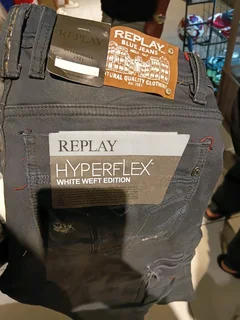 REPLAY
REPLAY
BLUE JEANS
NATURAL QUALITY CLOTHING
REPLAY
HYPERFLEX
WHITE WEFT EDITION